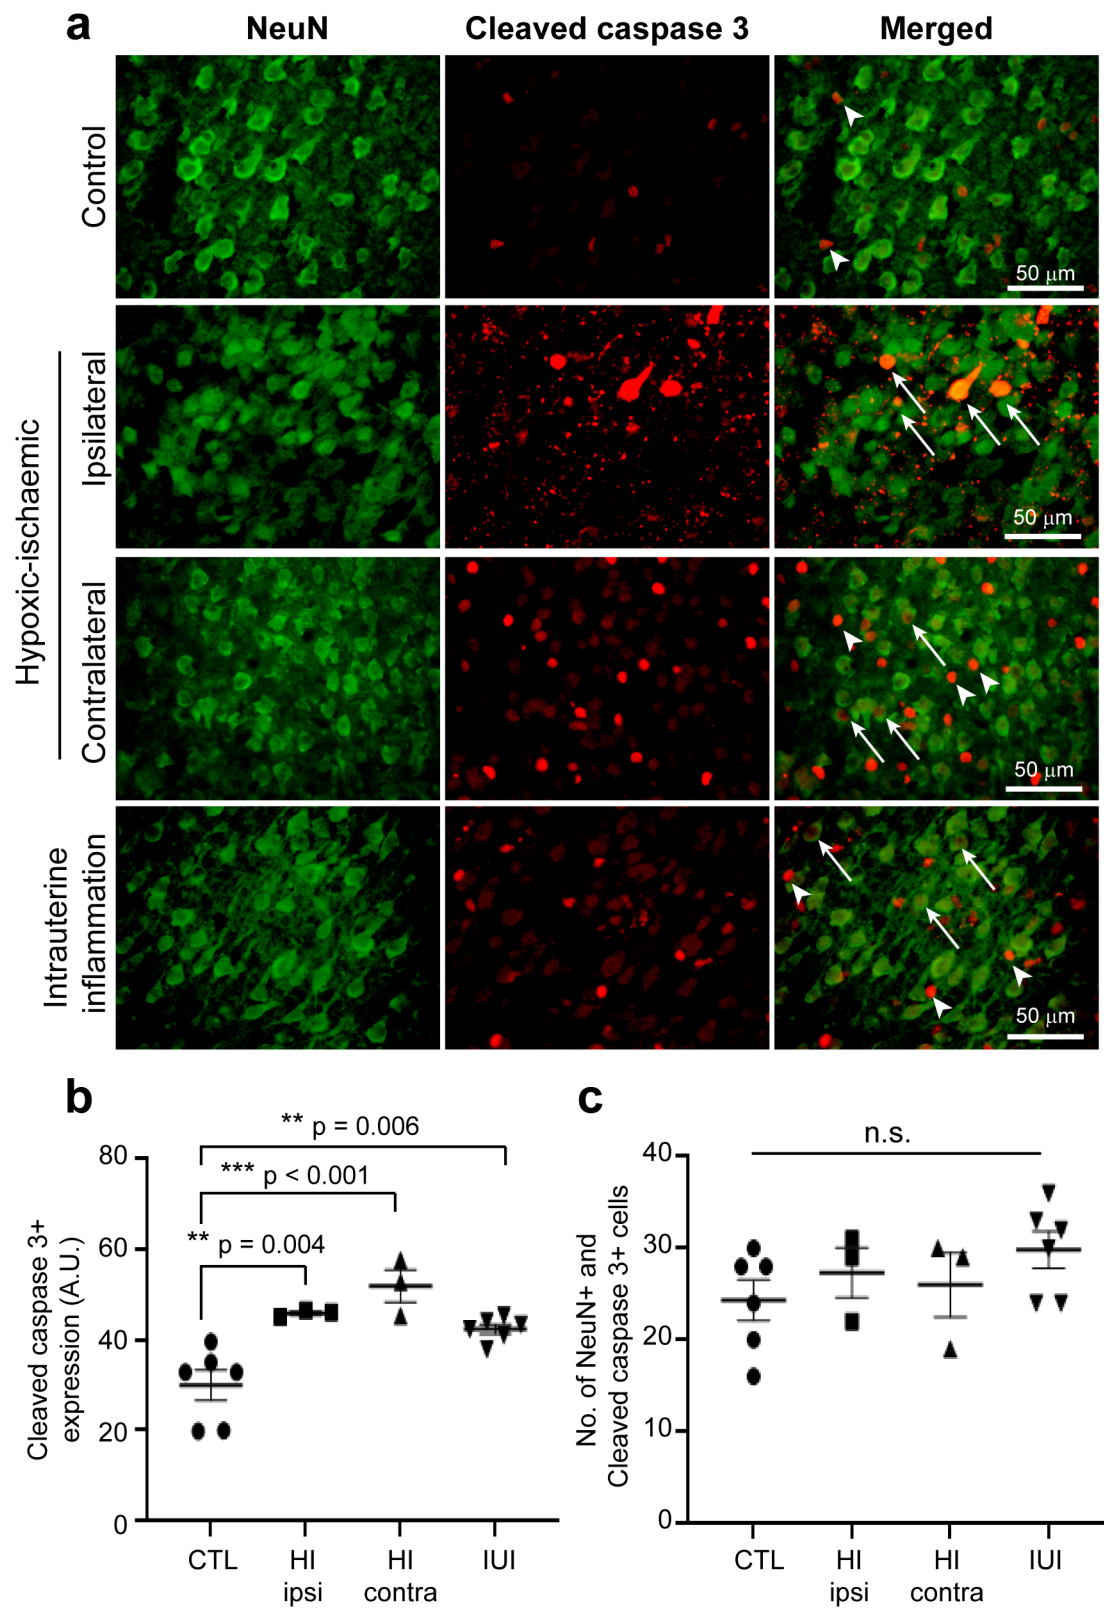 a
NeuN
Cleaved caspase 3
Merged
Control
50 µm
Hypoxic-ischaemic
Ipsilateral
50 µm
Contralateral
50 µm
Intrauterine
inflammation
50 µm
b
** p = 0.006
*** p < 0.001
** p = 0.004
Cleaved caspase 3+
expression (A.U.)
80
60
40
20
0
CTL
HI
ipsi
HI
contra
IUI
c
n.s.
No. of NeuN+ and
Cleaved caspase 3+ cells
40
30
20
10
0
CTL
HI
ipsi
HI
contra
IUI